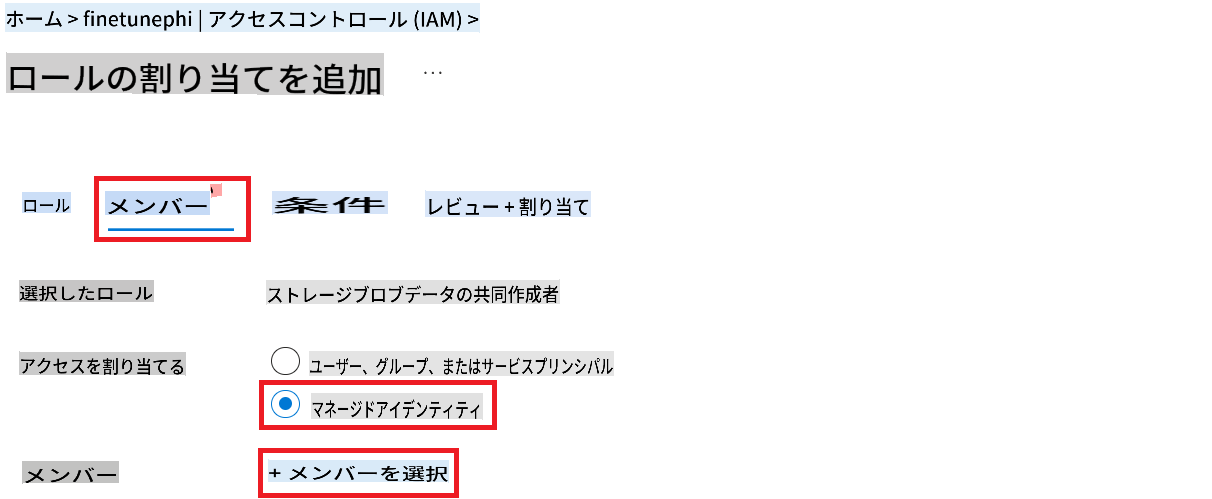 ホーム > finetunephi | アクセスコントロール (IAM) >
ロールの割り当てを追加 ...
ロール メンバー 条件 レビュー + 割り当て
選択したロール ストレージブロブデータの共同作成者
アクセスを割り当てる ユーザー、グループ、またはサービスプリンシパル
マネージドアイデンティティ
メンバー + メンバーを選択